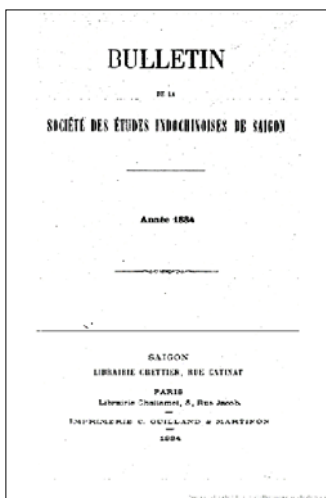 BULLETIN
DE LA
SOCIÉTÉ DES ÉTUDES INDOCHINOISES DE SAIGON
Année 1884
SAIGON
LIBRAIRIE CHETTIER, RUE CATINAT
PARIS
Librairie Challamel, 5, Rue Jacob.
IMPRIMERIE C. GUILLAND & MARTINON
1884